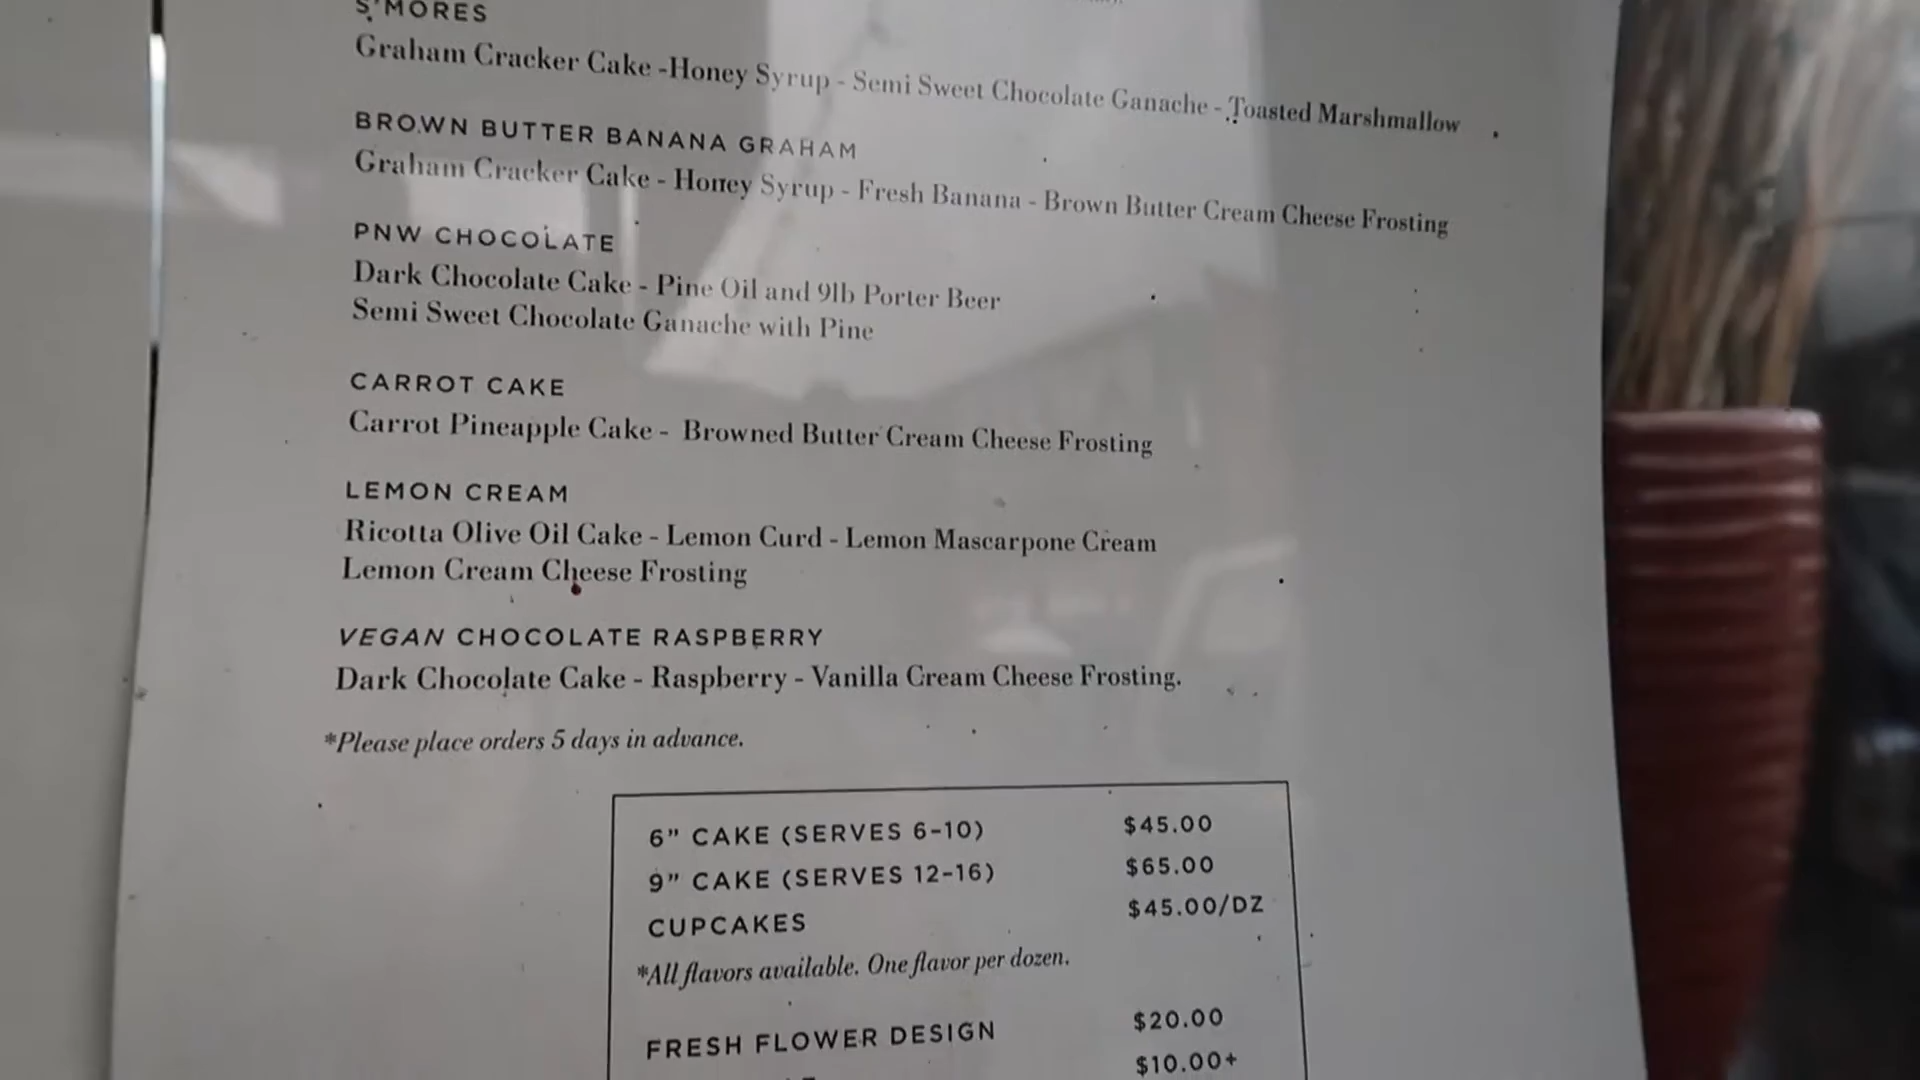 S'MORES
Graham Cracker Cake -Honey Syrup - Semi Sweet Chocolate Ganache - Toasted Marshmallow
BROWN BUTTER BANANA GRAHAM
Graham Cracker Cake - Honey Syrup - Fresh Banana - Brown Butter Cream Cheese Frosting
PNW CHOCOLATE
Dark Chocolate Cake - Pine Oil and 9lb Porter Beer
Semi Sweet Chocolate Ganache with Pine
CARROT CAKE
Carrot Pineapple Cake - Browned Butter Cream Cheese Frosting
LEMON CREAM
Ricotta Olive Oil Cake - Lemon Curd - Lemon Mascarpone Cream
Lemon Cream Cheese Frosting
VEGAN CHOCOLATE RASPBERRY
Dark Chocolate Cake - Raspberry - Vanilla Cream Cheese Frosting.
*Please place orders 5 days in advance.
6" CAKE (SERVES 6-10) $45.00
9" CAKE (SERVES 12-16) $65.00
CUPCAKES $45.00/DZ
*All flavors available. One flavor per dozen.
FRESH FLOWER DESIGN $20.00
$10.00+